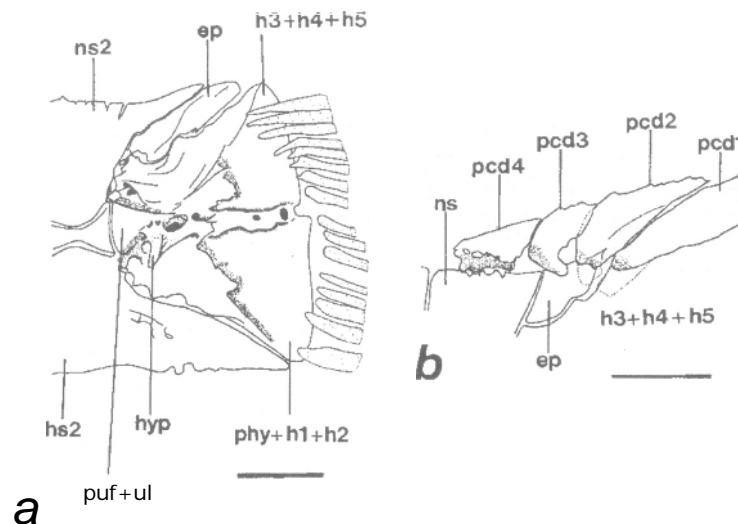 h3+h4+h5
ep
ns2
pcd2
pcd1
pcd3
pcd4
ns
h3+h4+h5
ep
b
hs2
hyp
phy+h1+h2
puf+ul
a